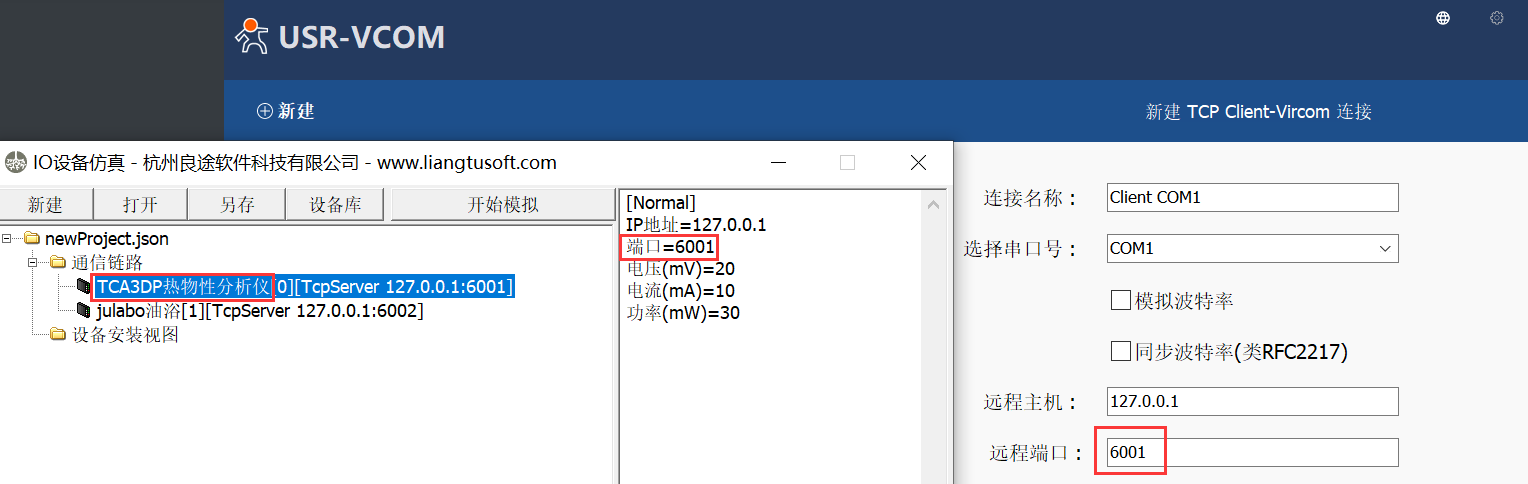 USR-VCOM
新建
新建 TCP Client-Vircom 连接
IO设备仿真 - 杭州良途软件科技有限公司 - www.liangtusoft.com
新建 打开 另存 设备库 开始模拟
newProject.json
通信链路
TCA3DP热物性分析仪[0][TcpServer 127.0.0.1:6001]
julabo油浴[1][TcpServer 127.0.0.1:6002]
设备安装视图
[Normal]
IP地址=127.0.0.1
端口=6001
电压(mV)=20
电流(mA)=10
功率(mW)=30
连接名称： Client COM1
选择串口号： COM1
模拟波特率
同步波特率(类RFC2217)
远程主机： 127.0.0.1
远程端口： 6001